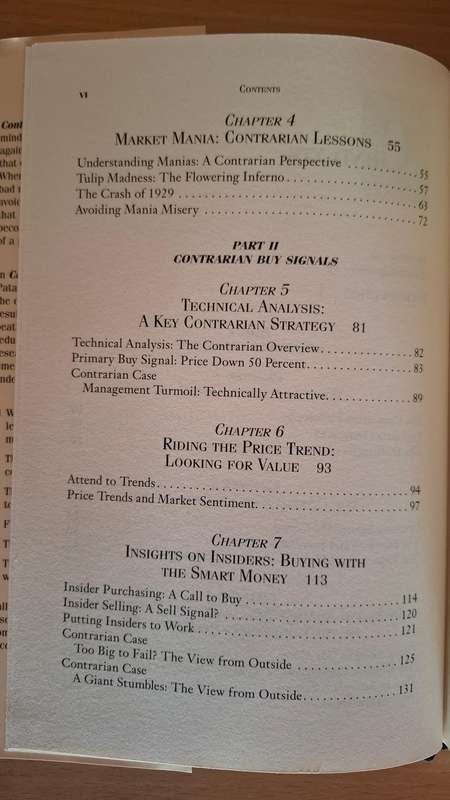 VI CONTENTS
CHAPTER 4
MARKET MANIA: CONTRARIAN LESSONS 55
Understanding Manias: A Contrarian Perspective ........ 55
Tulip Madness: The Flowering Inferno................ 57
The Crash of 1929 ................................ 63
Avoiding Mania Misery ............................ 72
PART II
CONTRARIAN BUY SIGNALS
CHAPTER 5
TECHNICAL ANALYSIS:
A KEY CONTRARIAN STRATEGY 81
Technical Analysis: The Contrarian Overview.............. 82
Primary Buy Signal: Price Down 50 Percent................ 83
Contrarian Case
Management Turmoil: Technically Attractive............. 89
CHAPTER 6
RIDING THE PRICE TREND:
LOOKING FOR VALUE 93
Attend to Trends........................................ 94
Price Trends and Market Sentiment........................ 97
CHAPTER 7
INSIGHTS ON INSIDERS: BUYING WITH
THE SMART MONEY 113
Insider Purchasing: A Call to Buy ........................ 114
Insider Selling: A Sell Signal? .......................... 120
Putting Insiders to Work................................ 121
Contrarian Case
Too Big to Fail? The View from Outside ................ 125
Contrarian Case
A Giant Stumbles: The View from Outside................ 131